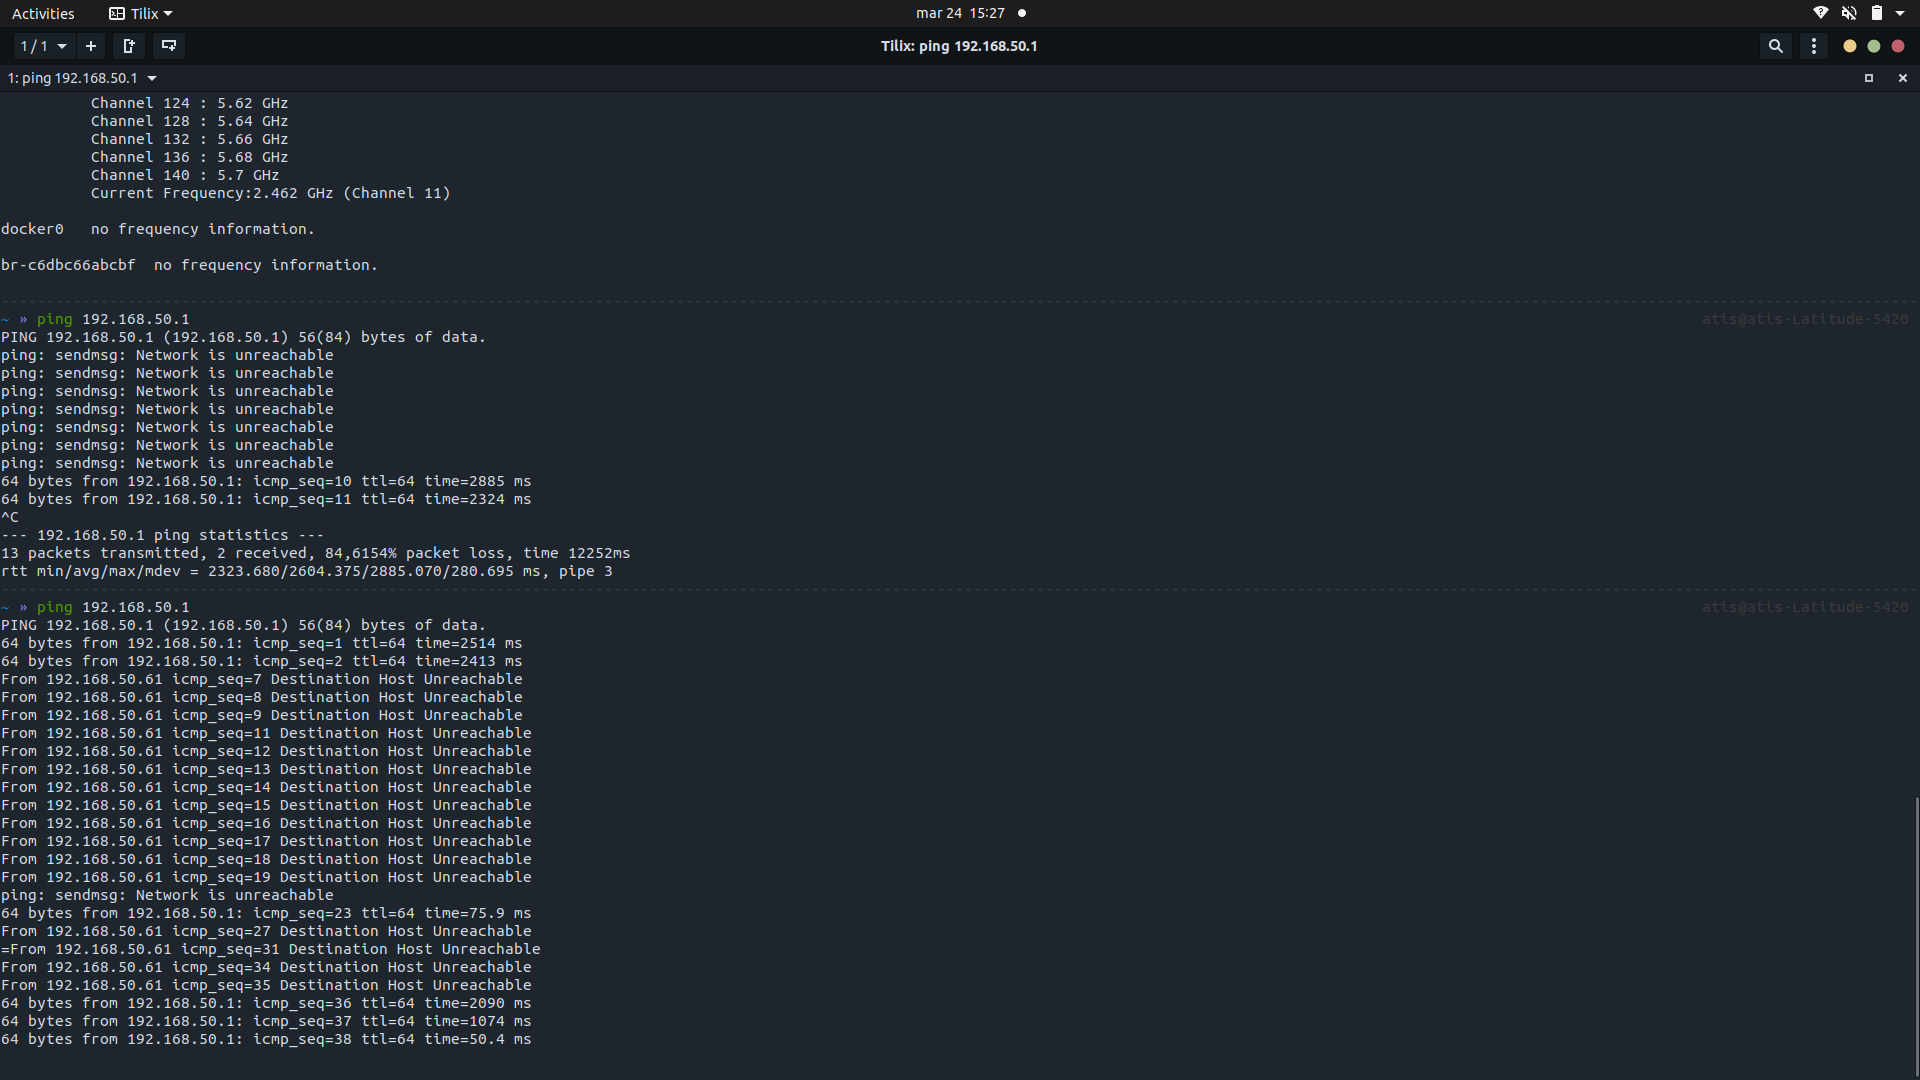 Activities
Tilix
mar 24 15:27
1 / 1
Tilix: ping 192.168.50.1
1: ping 192.168.50.1
Channel 124 : 5.62 GHz
Channel 128 : 5.64 GHz
Channel 132 : 5.66 GHz
Channel 136 : 5.68 GHz
Channel 140 : 5.7 GHz
Current Frequency:2.462 GHz (Channel 11)
docker0   no frequency information.
br-c6dbc66abcbf  no frequency information.
~ » ping 192.168.50.1 atis@atis-Latitude-5420
PING 192.168.50.1 (192.168.50.1) 56(84) bytes of data.
ping: sendmsg: Network is unreachable
ping: sendmsg: Network is unreachable
ping: sendmsg: Network is unreachable
ping: sendmsg: Network is unreachable
ping: sendmsg: Network is unreachable
ping: sendmsg: Network is unreachable
ping: sendmsg: Network is unreachable
64 bytes from 192.168.50.1: icmp_seq=10 ttl=64 time=2885 ms
64 bytes from 192.168.50.1: icmp_seq=11 ttl=64 time=2324 ms
^C
--- 192.168.50.1 ping statistics ---
13 packets transmitted, 2 received, 84,6154% packet loss, time 12252ms
rtt min/avg/max/mdev = 2323.680/2604.375/2885.070/280.695 ms, pipe 3
~ » ping 192.168.50.1 atis@atis-Latitude-5420
PING 192.168.50.1 (192.168.50.1) 56(84) bytes of data.
64 bytes from 192.168.50.1: icmp_seq=1 ttl=64 time=2514 ms
64 bytes from 192.168.50.1: icmp_seq=2 ttl=64 time=2413 ms
From 192.168.50.61 icmp_seq=7 Destination Host Unreachable
From 192.168.50.61 icmp_seq=8 Destination Host Unreachable
From 192.168.50.61 icmp_seq=9 Destination Host Unreachable
From 192.168.50.61 icmp_seq=11 Destination Host Unreachable
From 192.168.50.61 icmp_seq=12 Destination Host Unreachable
From 192.168.50.61 icmp_seq=13 Destination Host Unreachable
From 192.168.50.61 icmp_seq=14 Destination Host Unreachable
From 192.168.50.61 icmp_seq=15 Destination Host Unreachable
From 192.168.50.61 icmp_seq=16 Destination Host Unreachable
From 192.168.50.61 icmp_seq=17 Destination Host Unreachable
From 192.168.50.61 icmp_seq=18 Destination Host Unreachable
From 192.168.50.61 icmp_seq=19 Destination Host Unreachable
ping: sendmsg: Network is unreachable
64 bytes from 192.168.50.1: icmp_seq=23 ttl=64 time=75.9 ms
From 192.168.50.61 icmp_seq=27 Destination Host Unreachable
=From 192.168.50.61 icmp_seq=31 Destination Host Unreachable
From 192.168.50.61 icmp_seq=34 Destination Host Unreachable
From 192.168.50.61 icmp_seq=35 Destination Host Unreachable
64 bytes from 192.168.50.1: icmp_seq=36 ttl=64 time=2090 ms
64 bytes from 192.168.50.1: icmp_seq=37 ttl=64 time=1074 ms
64 bytes from 192.168.50.1: icmp_seq=38 ttl=64 time=50.4 ms